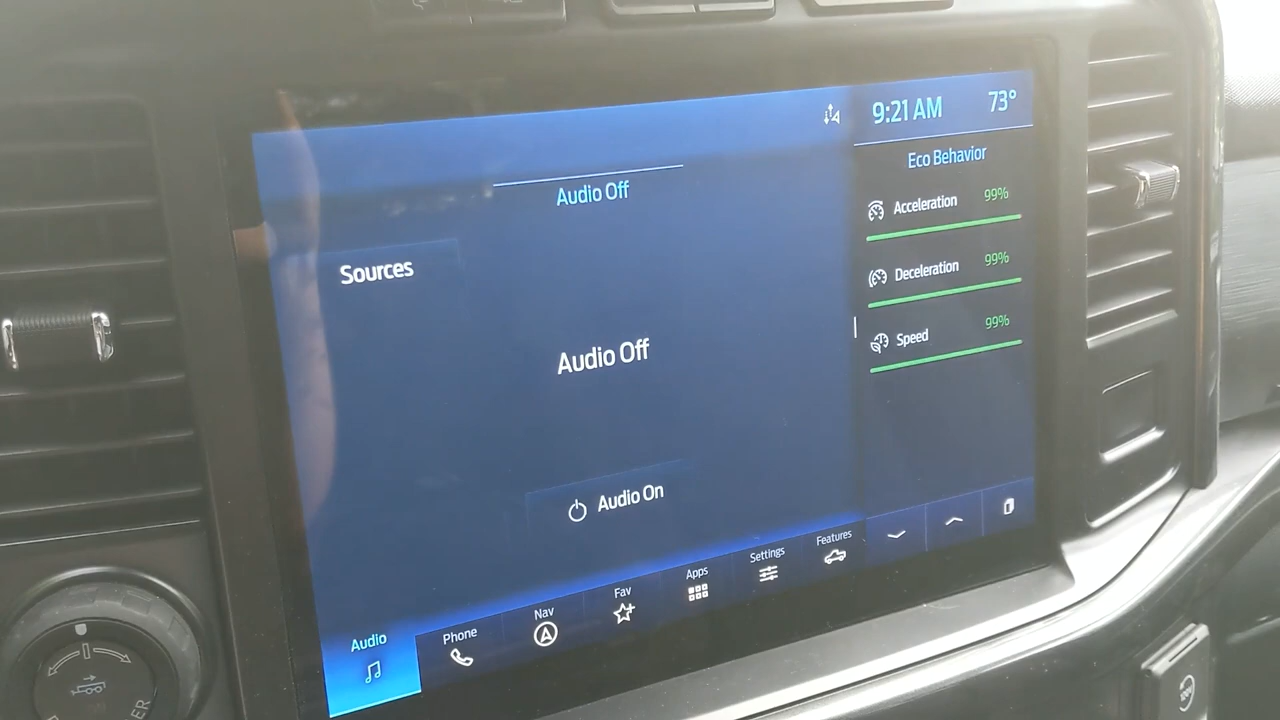 9:21 AM 73°
Audio Off
Eco Behavior
Acceleration 99%
Sources
Deceleration 99%
Audio Off
Speed 99%
Audio On
Audio
Phone
Nav
Fav
Apps
Settings
Features